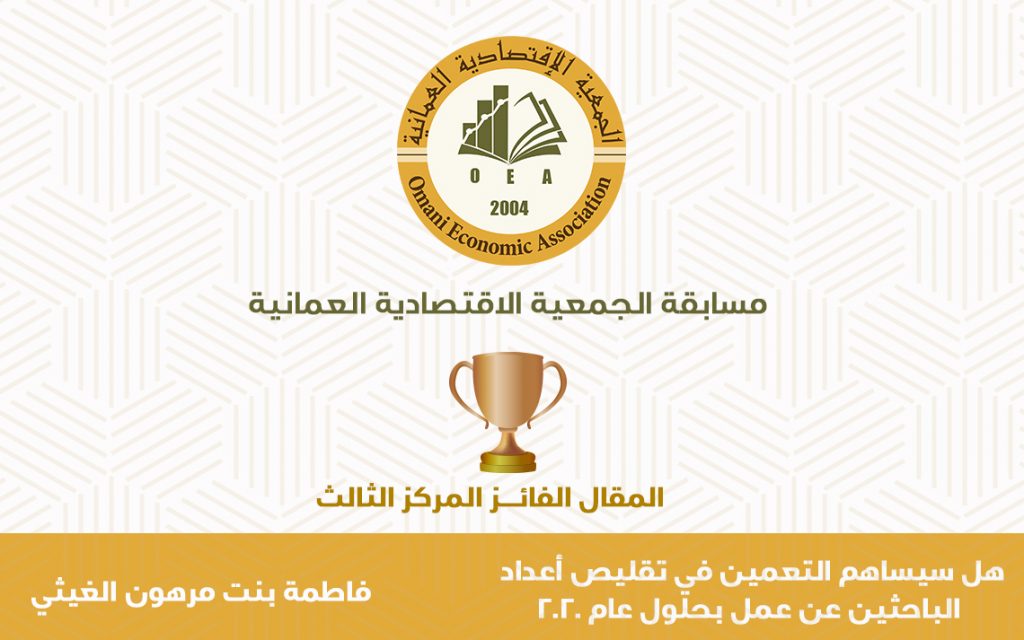 الجمعية الإقتصادية العمانية
O E A
2004
Omani Economic Association
مسابقة الجمعية الاقتصادية العمانية
المقال الفائـــز المركز الثالث
هل سيساهم التعمين في تقليص أعداد
الباحثين عن عمل بحلول عام ٢٠٢٠
فاطمة بنت مرهون الغيثي